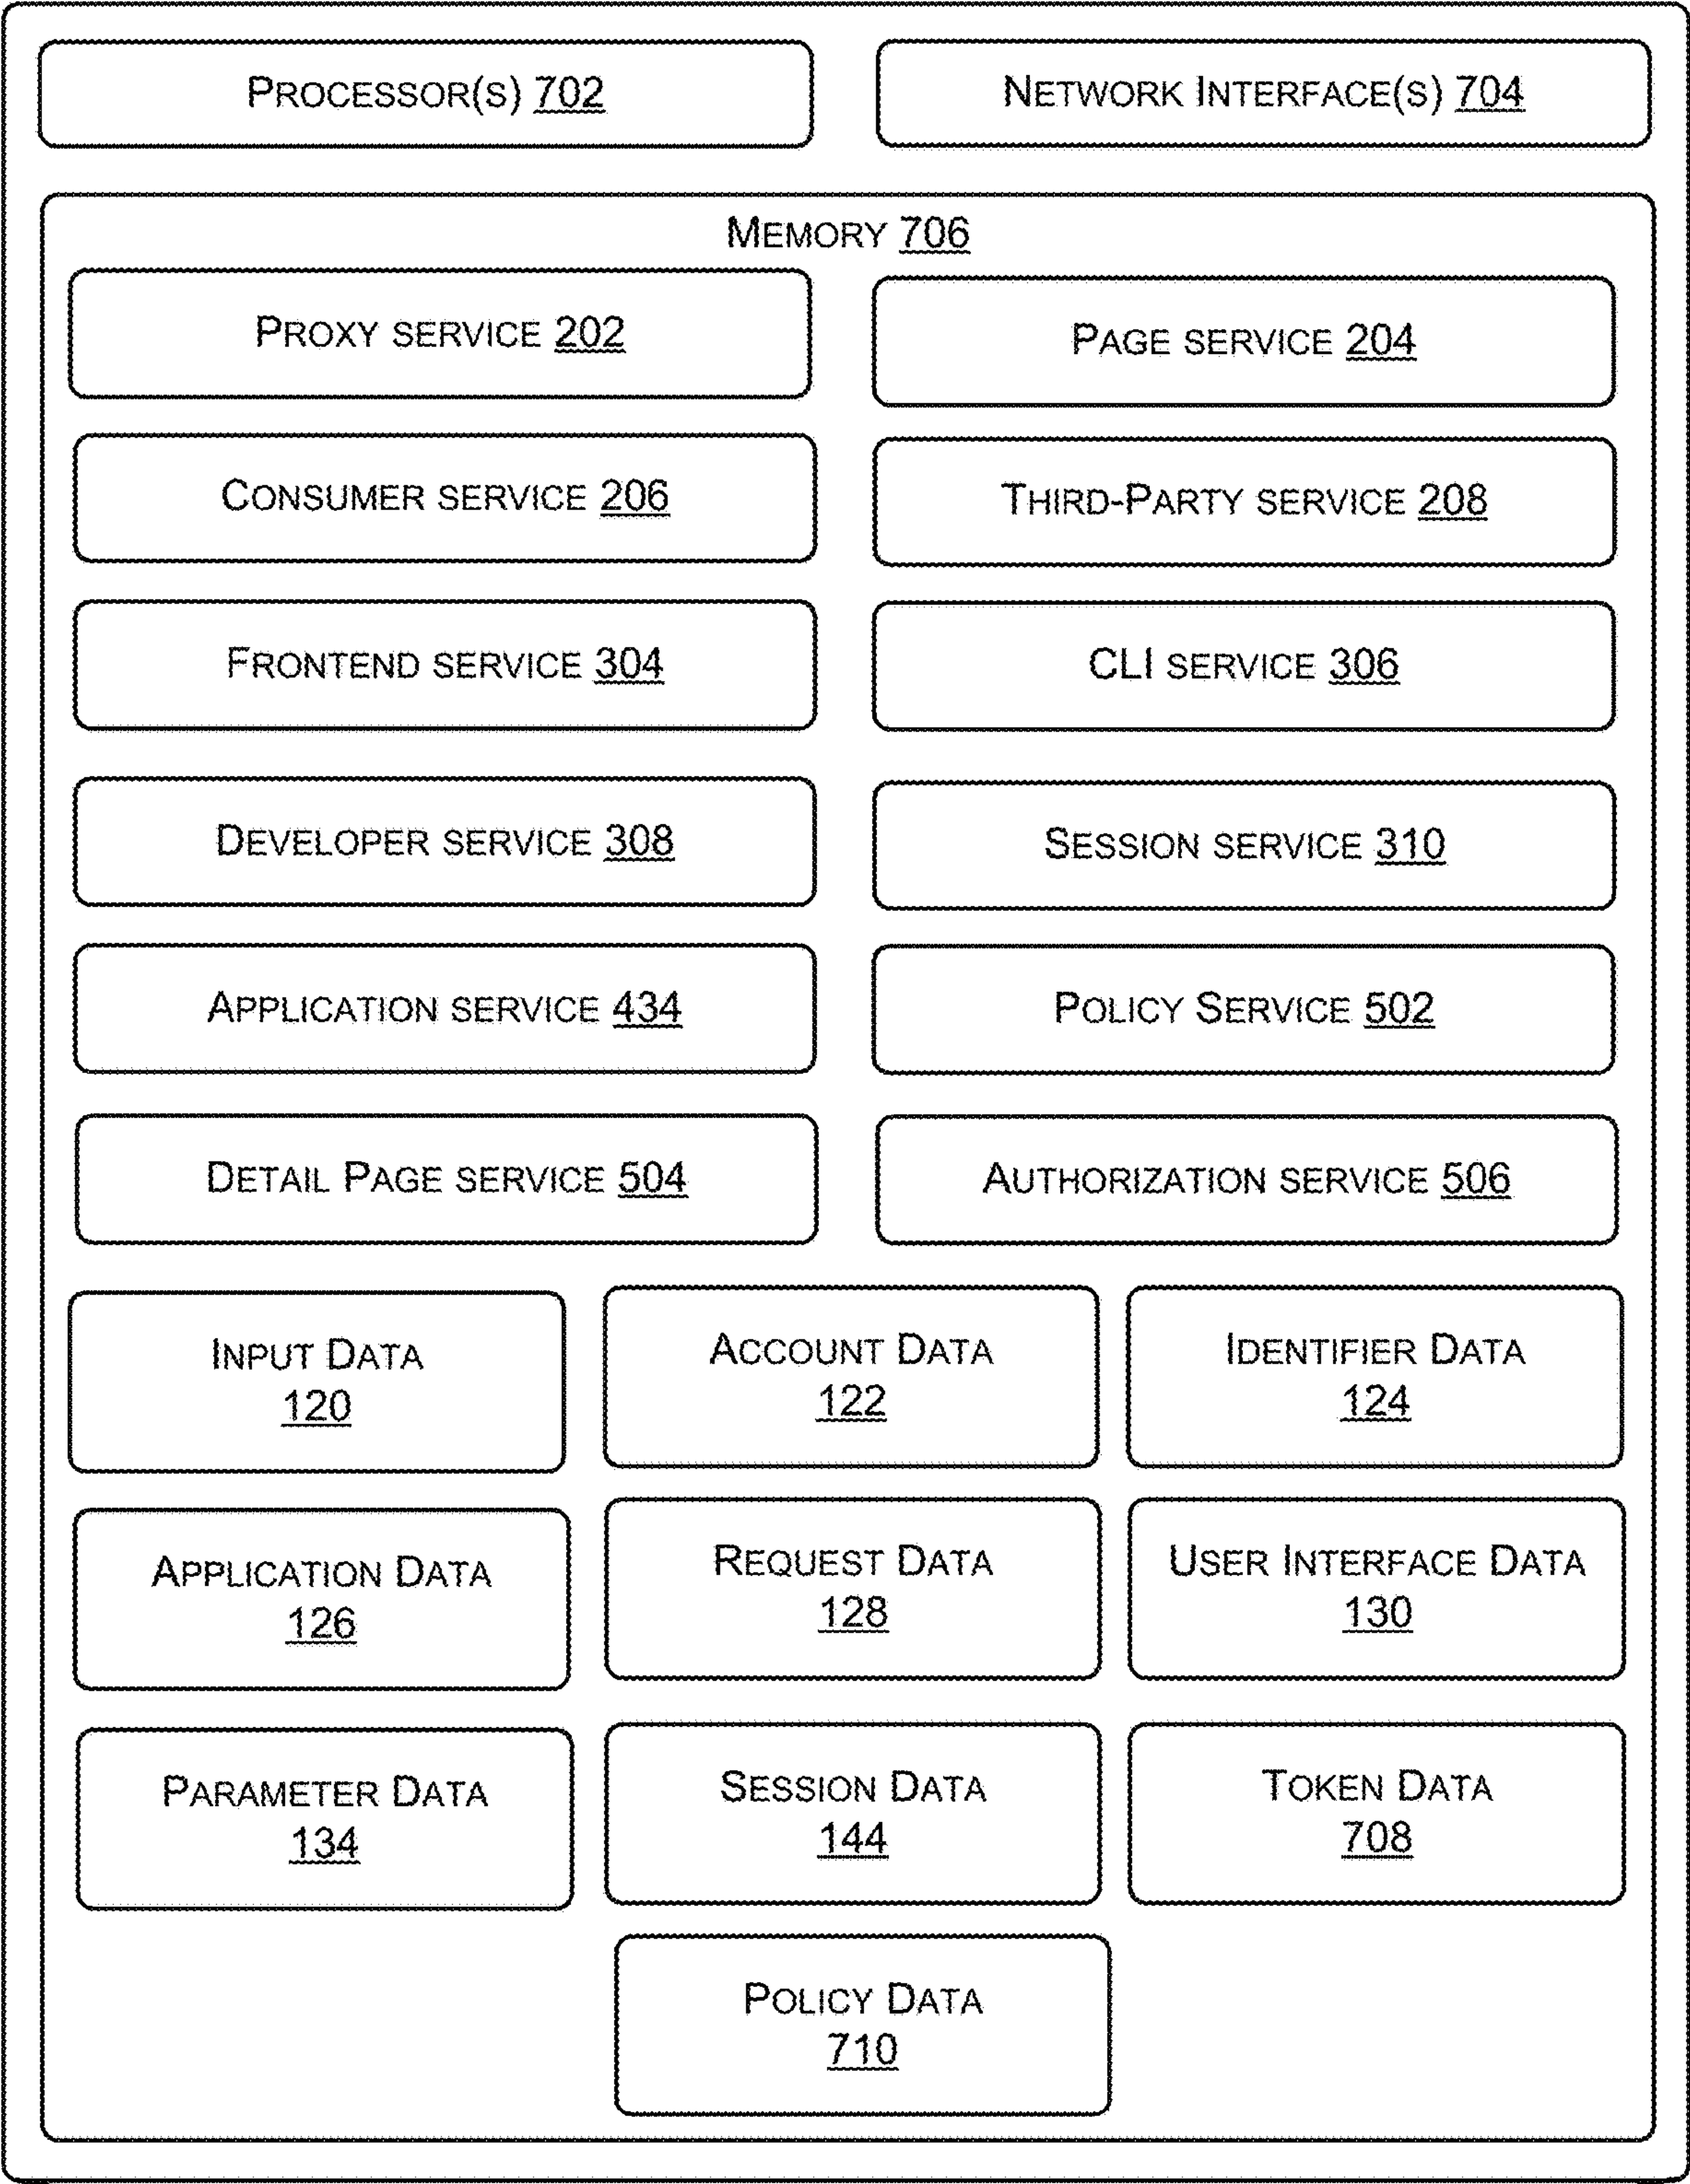 PROCESSOR(S) 702
NETWORK INTERFACE(S) 704
MEMORY 706
PROXY SERVICE 202
PAGE SERVICE 204
CONSUMER SERVICE 206
THIRD-PARTY SERVICE 208
FRONTEND SERVICE 304
CLI SERVICE 306
DEVELOPER SERVICE 308
SESSION SERVICE 310
APPLICATION SERVICE 434
POLICY SERVICE 502
DETAIL PAGE SERVICE 504
AUTHORIZATION SERVICE 506
INPUT DATA
120
ACCOUNT DATA
122
IDENTIFIER DATA
124
APPLICATION DATA
126
REQUEST DATA
128
USER INTERFACE DATA
130
PARAMETER DATA
134
SESSION DATA
144
TOKEN DATA
708
POLICY DATA
710